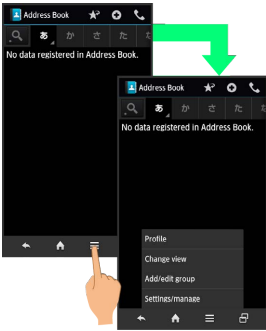 Address Book
あ か さ た な
No data registered in Address Book.
Address Book
あ か さ た
No data registered in Address Book.
Profile
Change view
Add/edit group
Settings/manage